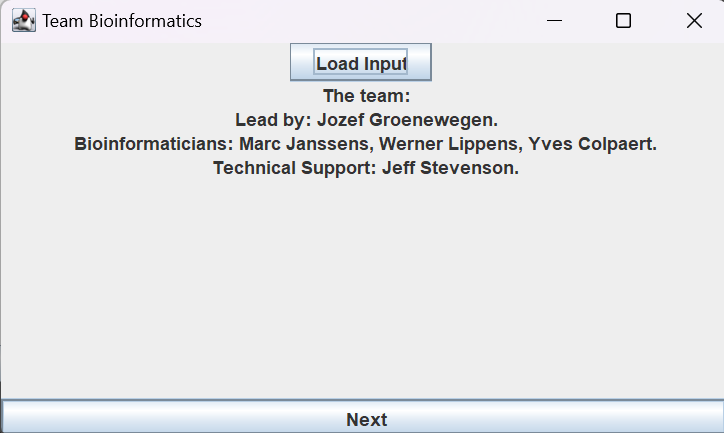 Team Bioinformatics
Load Input
The team:
Lead by: Jozef Groenewegen.
Bioinformaticians: Marc Janssens, Werner Lippens, Yves Colpaert.
Technical Support: Jeff Stevenson.
Next